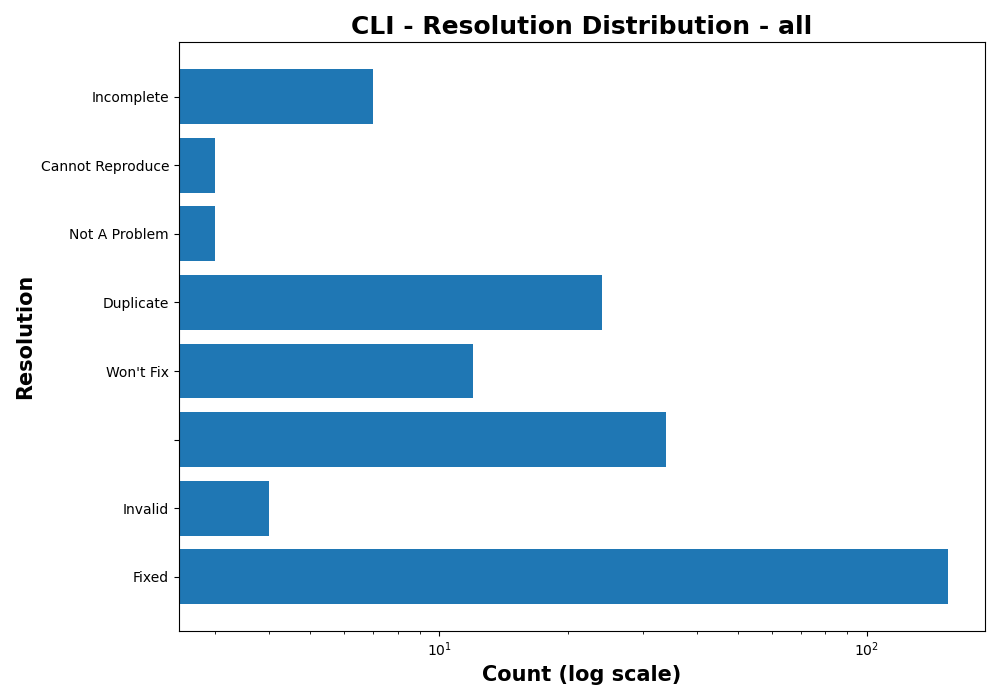 CLI - Resolution Distribution - all
Incomplete
Cannot Reproduce
Not A Problem
Duplicate
Won't Fix
Invalid
Fixed
Resolution
10¹
10²
Count (log scale)